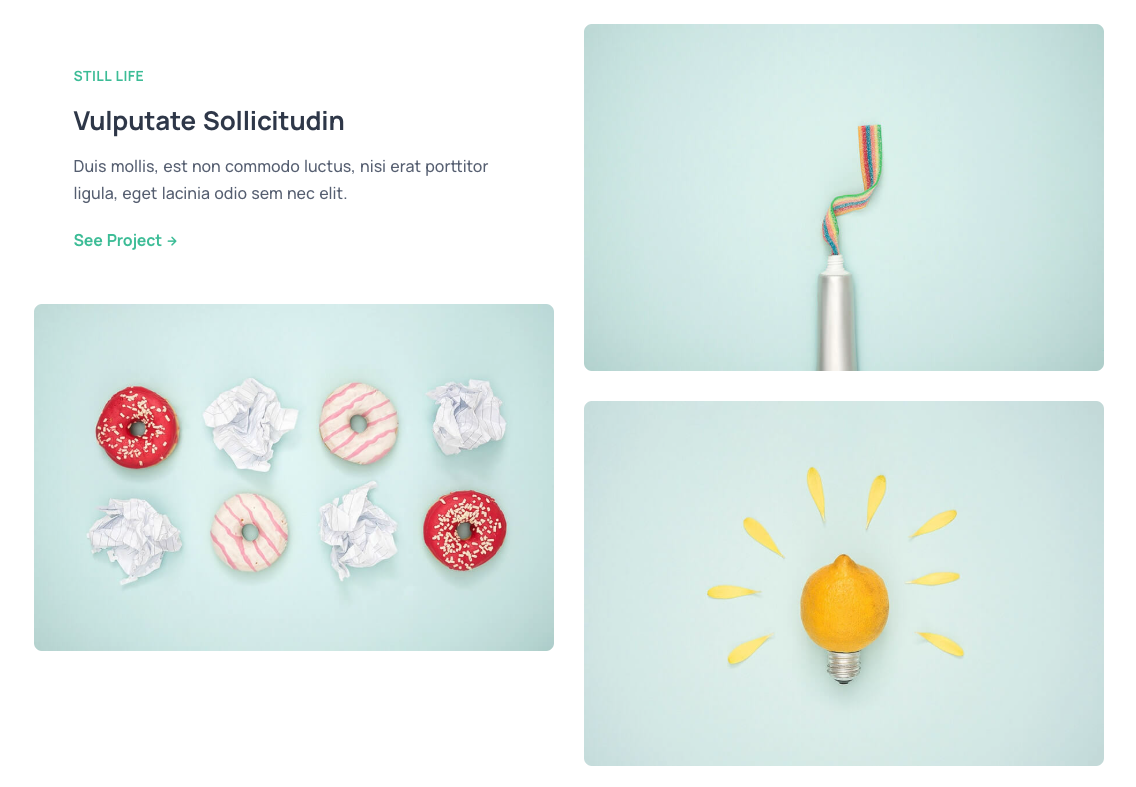 STILL LIFE
Vulputate Sollicitudin
Duis mollis, est non commodo luctus, nisi erat porttitor
ligula, eget lacinia odio sem nec elit.
See Project →